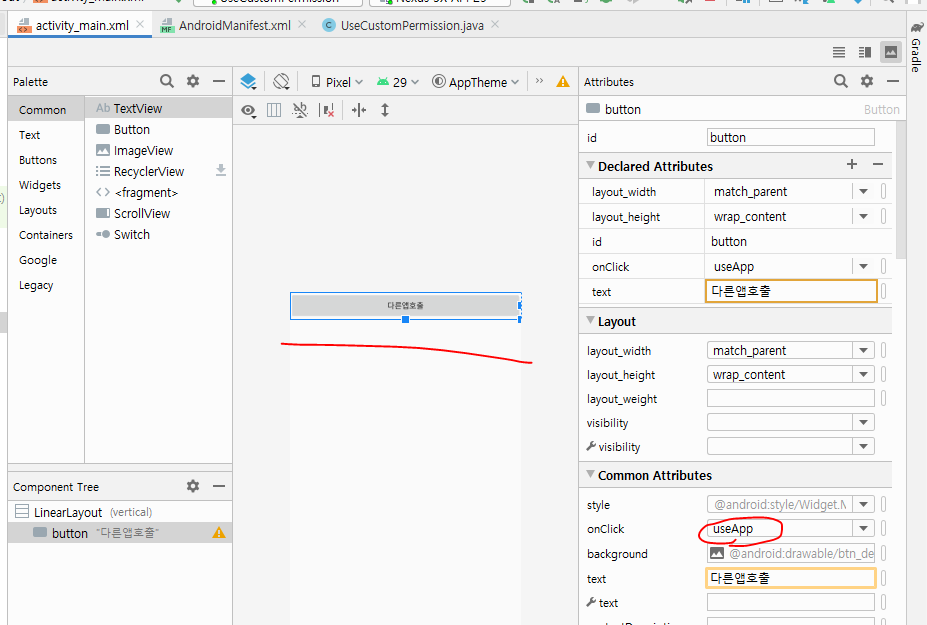 activity_main.xml AndroidManifest.xml UseCustomPermission.java
Gradle
Palette Pixel 29 AppTheme Attributes
Common Ab TextView button Button
Text Button
Buttons ImageView id button
Widgets RecyclerView Declared Attributes
Layouts <fragment> layout_width match_parent
Containers ScrollView layout_height wrap_content
Google Switch id button
Legacy onClick useApp
text 다른앱호출
다른앱호출
Layout
layout_width match_parent
layout_height wrap_content
layout_weight
visibility
visibility
Common Attributes
Component Tree
LinearLayout (vertical)
button "다른앱호출"
style @android:style/Widget.M
onClick useApp
background @android:drawable/btn_de
text 다른앱호출
text